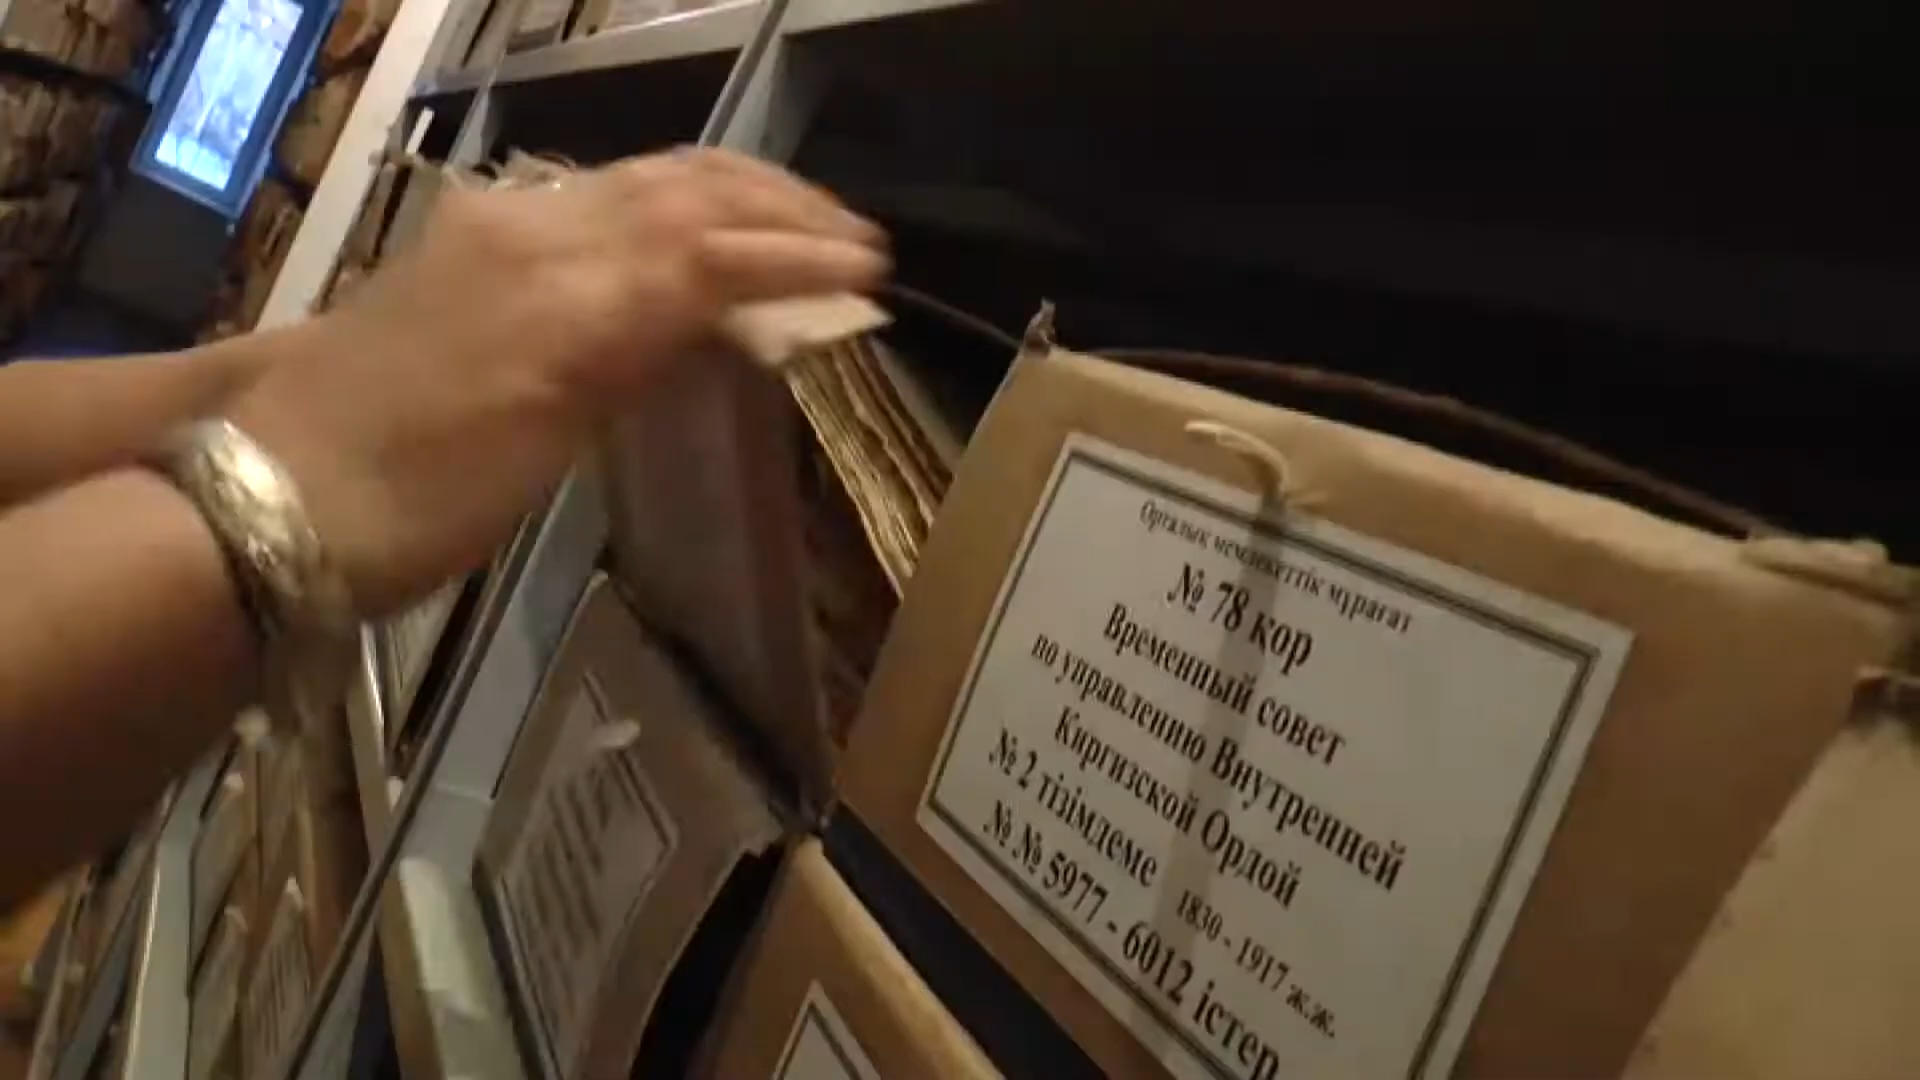 Орталық мемлекеттік мұрағат
№ 78 қор
Временный совет
по управлению Внутренней
Киргизской Ордой
№ 2 тізімдеме 1830 - 1917 ж.ж.
№ № 5977 - 6012 істер